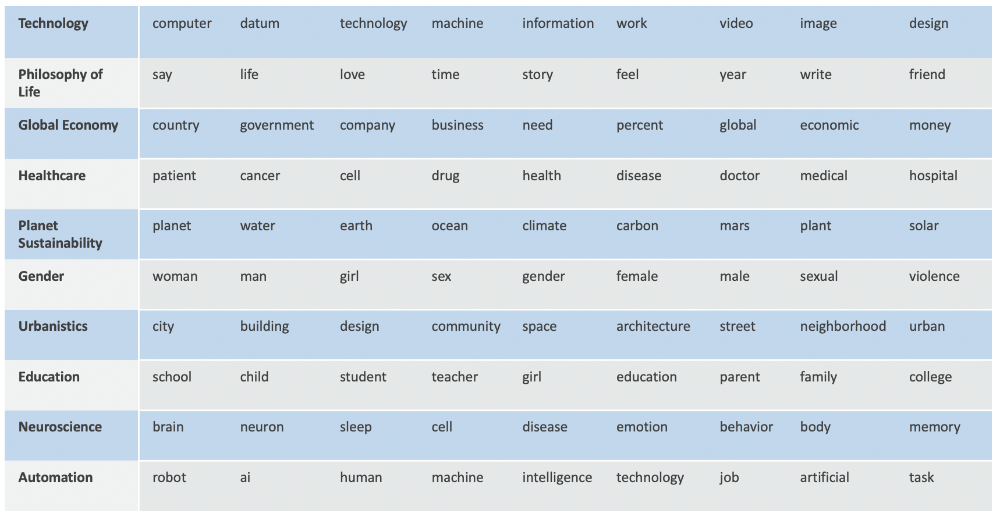 Technology computer datum technology machine information work video image design
Philosophy of say life love time story feel year write friend
Life
Global Economy country government company business need percent global economic money
Healthcare patient cancer cell drug health disease doctor medical hospital
Planet planet water earth ocean climate carbon mars plant solar
Sustainability
Gender woman man girl sex gender female male sexual violence
Urbanistics city building design community space architecture street neighborhood urban
Education school child student teacher girl education parent family college
Neuroscience brain neuron sleep cell disease emotion behavior body memory
Automation robot ai human machine intelligence technology job artificial task